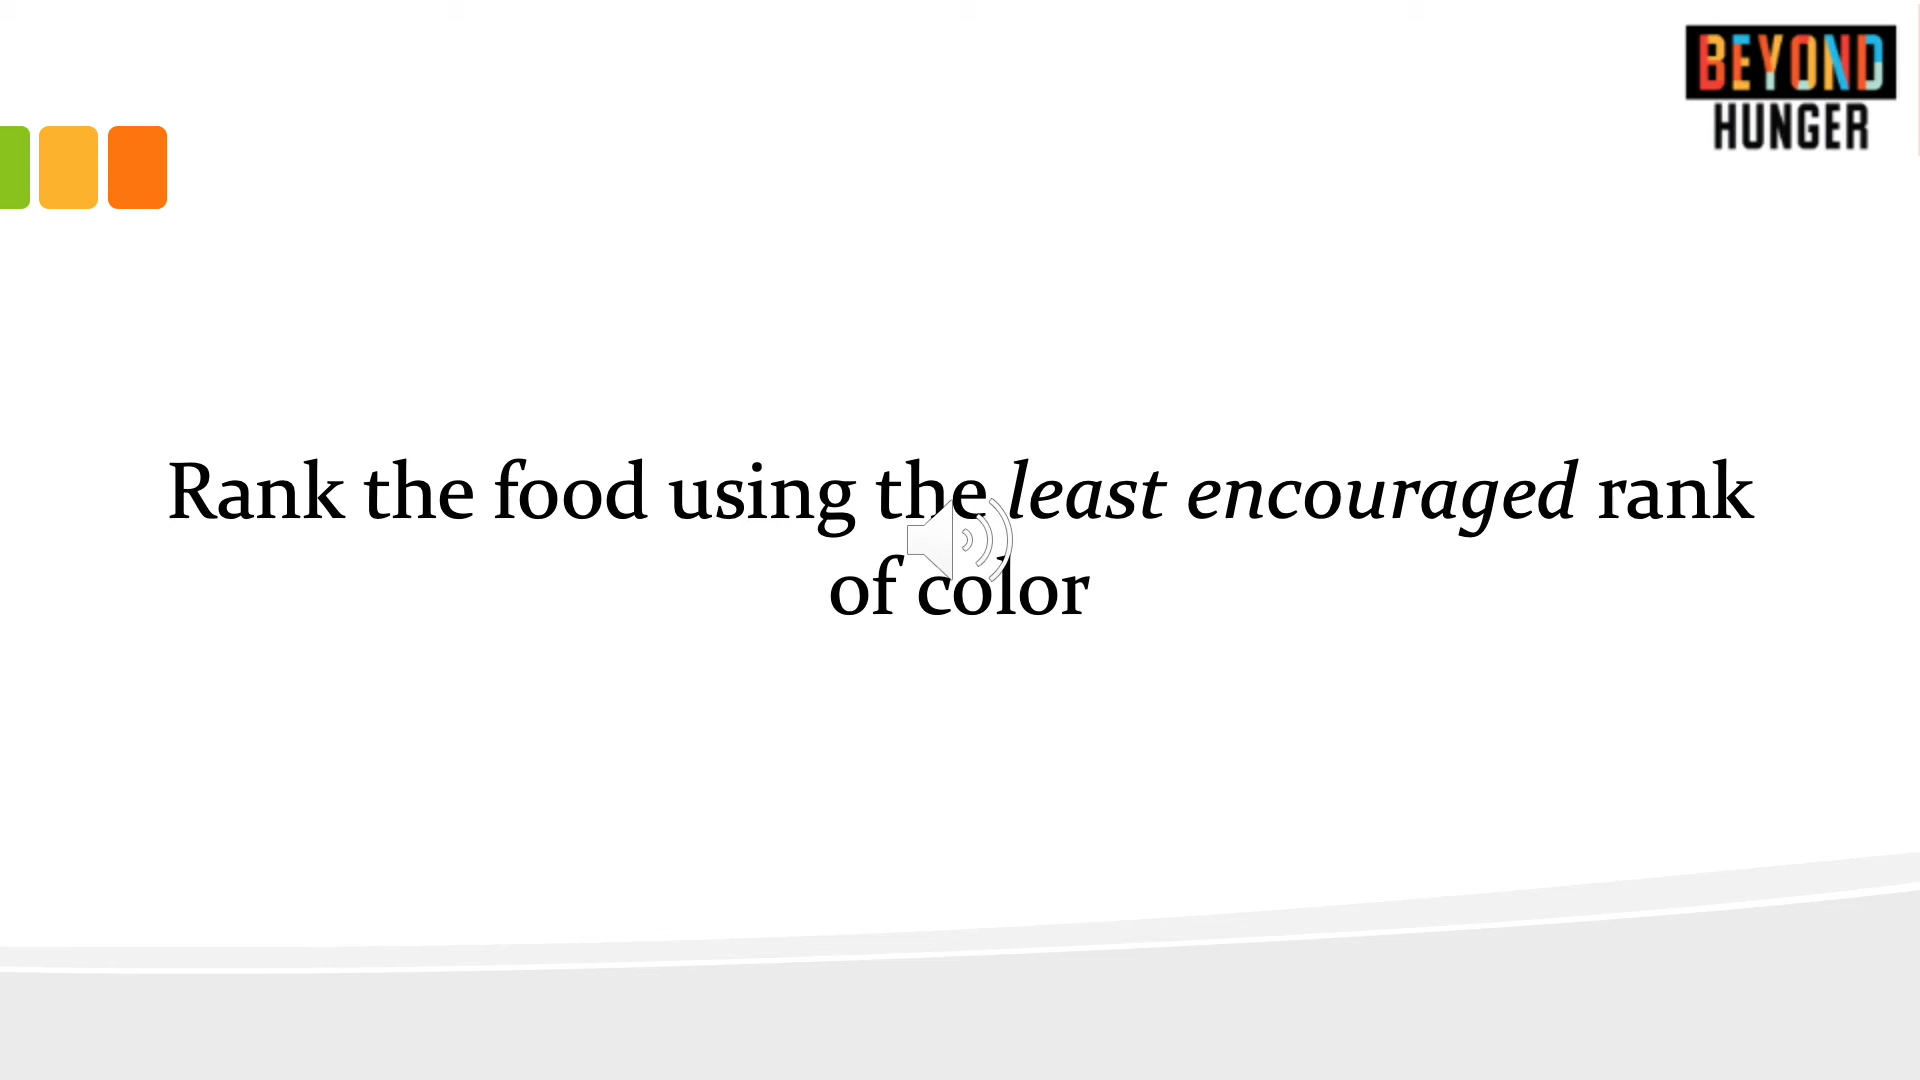 BEYOND
HUNGER
Rank the food using the least encouraged rank
of color